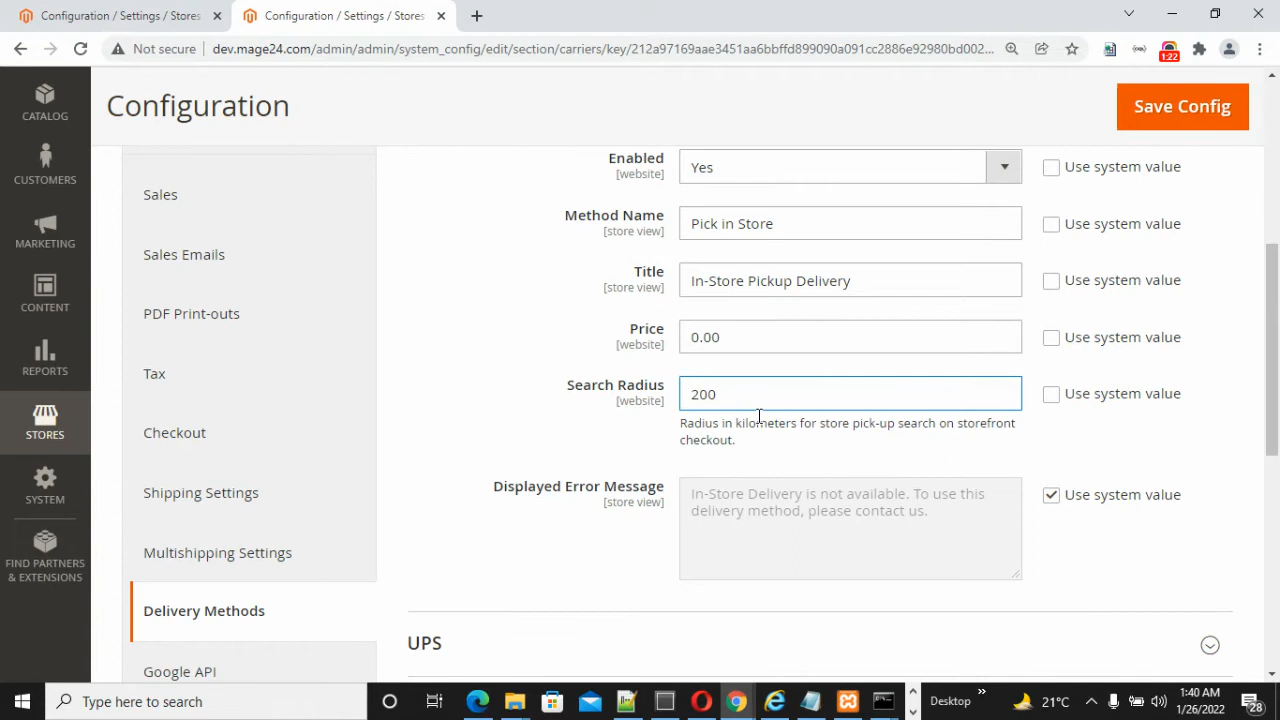 Configuration / Settings / Stores
Configuration / Settings / Stores
Not secure
dev.mage24.com/admin/admin/system_config/edit/section/carriers/key/212a97169aae3451aa6bbffd899090a091cc2886e92980bd002...
1:22
CATALOG
CUSTOMERS
MARKETING
CONTENT
REPORTS
STORES
SYSTEM
FIND PARTNERS
& EXTENSIONS
Configuration
Save Config
Sales
Sales Emails
PDF Print-outs
Tax
Checkout
Shipping Settings
Multishipping Settings
Delivery Methods
Google API
Enabled
[website]
Yes
Use system value
Method Name
[store view]
Pick in Store
Use system value
Title
[store view]
In-Store Pickup Delivery
Use system value
Price
[website]
0.00
Use system value
Search Radius
[website]
200
Use system value
Radius in kilometers for store pick-up search on storefront
checkout.
Displayed Error Message
[store view]
In-Store Delivery is not available. To use this
delivery method, please contact us.
Use system value
UPS
Type here to search
Desktop
21°C
1:40 AM
1/26/2022
28